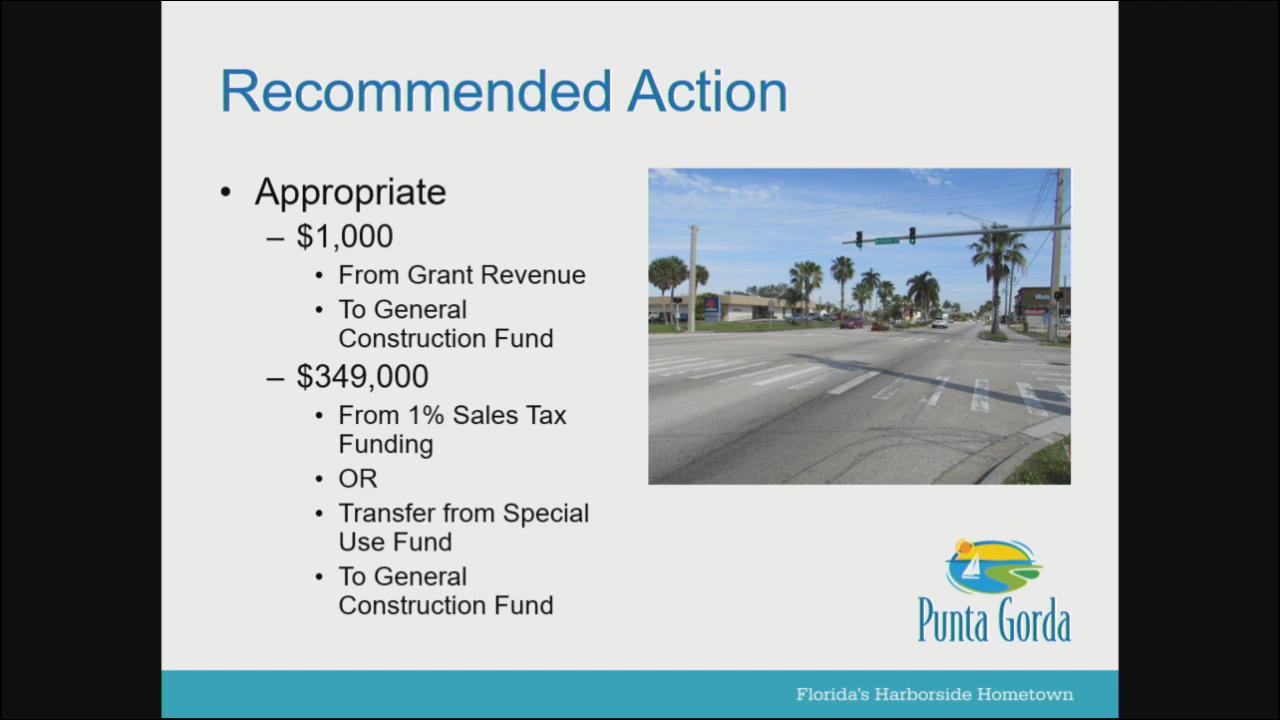 Recommended Action
• Appropriate
– $1,000
• From Grant Revenue
• To General
Construction Fund
– $349,000
• From 1% Sales Tax
Funding
• OR
• Transfer from Special
Use Fund
• To General
Construction Fund
Punta Gorda
Florida's Harborside Hometown